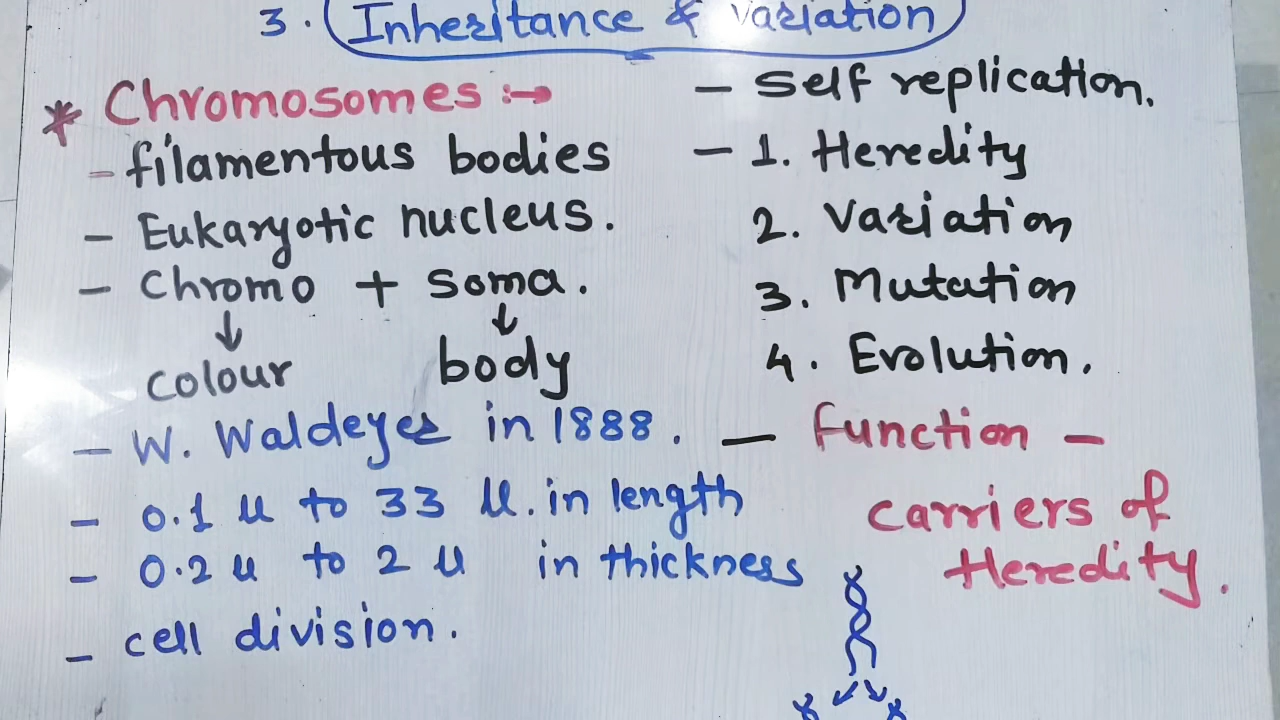 3. Inheritance & variation
* Chromosomes :→
- filamentous bodies
- Eukaryotic nucleus.
- Chromo + Soma.
↓ ↓
colour body
- W. Waldeyer in 1888.
- 0.1 µ to 33 µ. in length
- 0.2 µ to 2 µ in thickness
- cell division.
- Self replication.
- 1. Heredity
2. Variation
3. Mutation
4. Evolution.
- Function -
carriers of
Heredity.